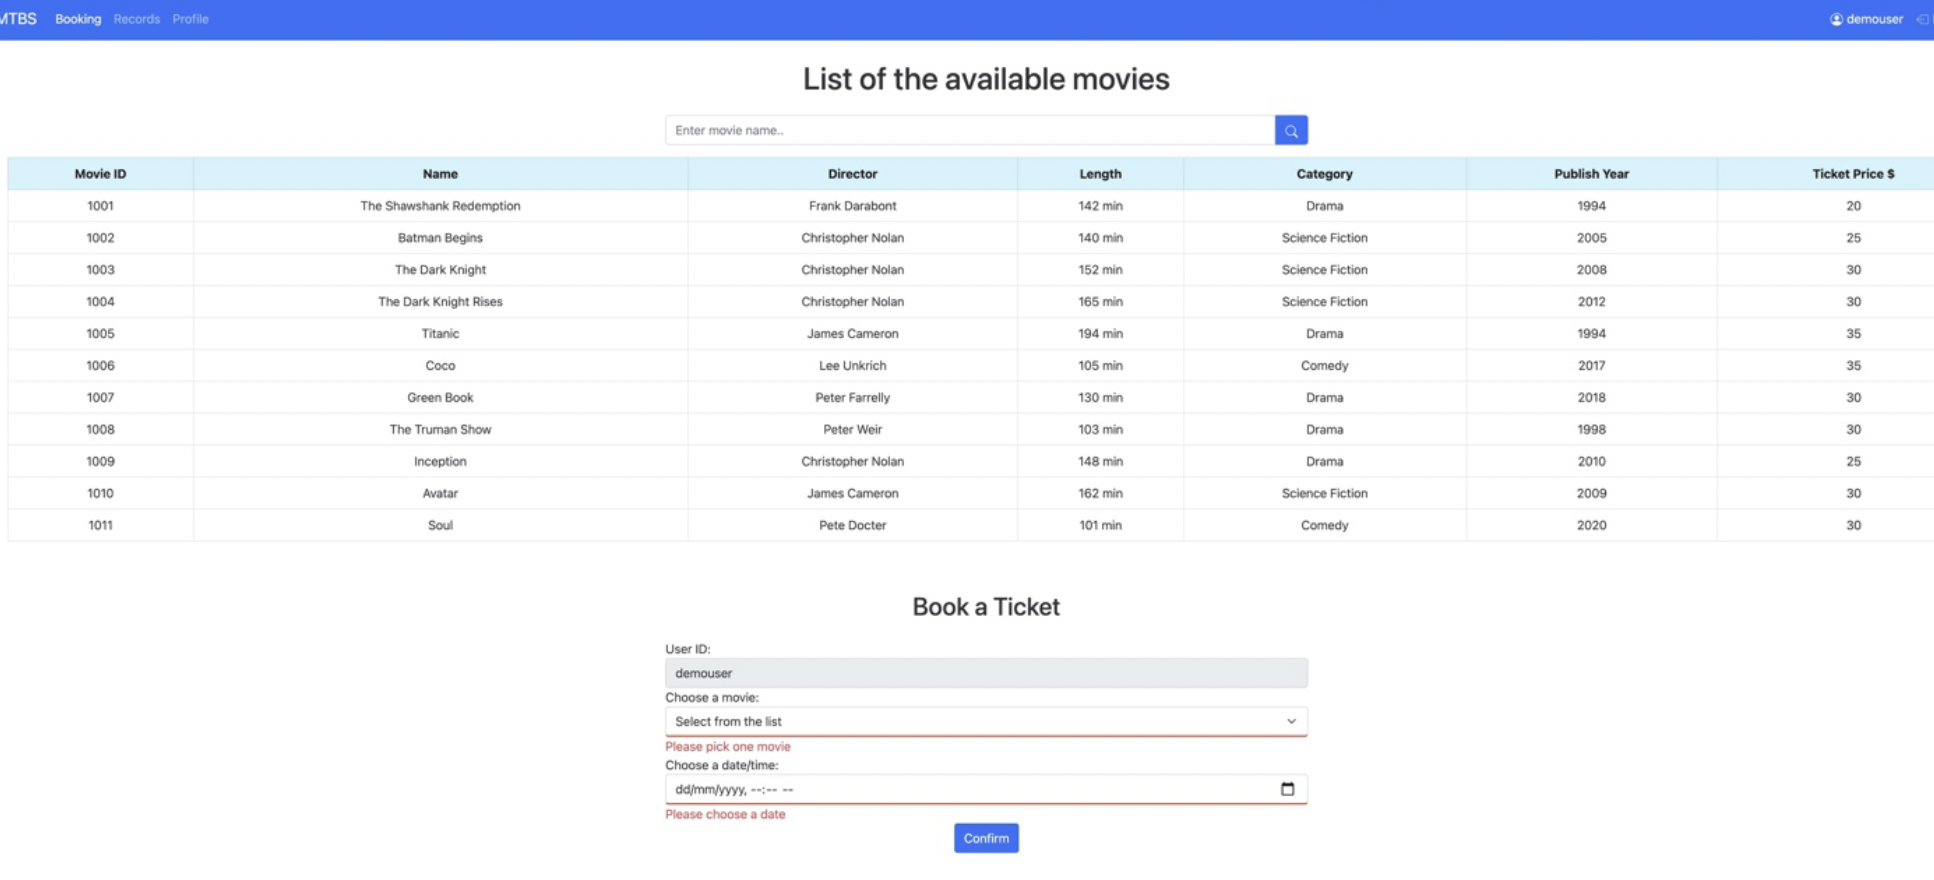 MTBS Booking Records Profile demouser
List of the available movies
Enter movie name..
Movie ID Name Director Length Category Publish Year Ticket Price $
1001 The Shawshank Redemption Frank Darabont 142 min Drama 1994 20
1002 Batman Begins Christopher Nolan 140 min Science Fiction 2005 25
1003 The Dark Knight Christopher Nolan 152 min Science Fiction 2008 30
1004 The Dark Knight Rises Christopher Nolan 165 min Science Fiction 2012 30
1005 Titanic James Cameron 194 min Drama 1994 35
1006 Coco Lee Unkrich 105 min Comedy 2017 35
1007 Green Book Peter Farrelly 130 min Drama 2018 30
1008 The Truman Show Peter Weir 103 min Drama 1998 30
1009 Inception Christopher Nolan 148 min Drama 2010 25
1010 Avatar James Cameron 162 min Science Fiction 2009 30
1011 Soul Pete Docter 101 min Comedy 2020 30
Book a Ticket
User ID:
demouser
Choose a movie:
Select from the list
Please pick one movie
Choose a date/time:
dd/mm/yyyy, --:-- --
Please choose a date
Confirm